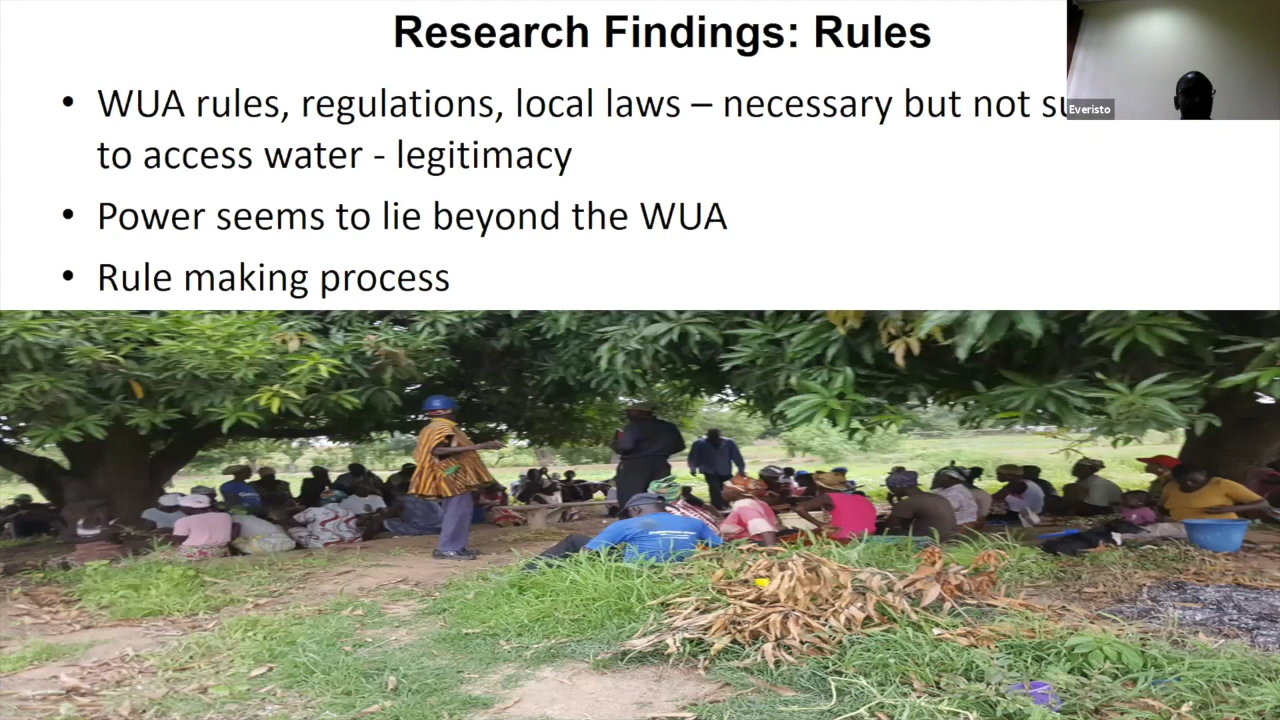 Research Findings: Rules
• WUA rules, regulations, local laws – necessary but not
to access water - legitimacy
• Power seems to lie beyond the WUA
• Rule making process
Everisto